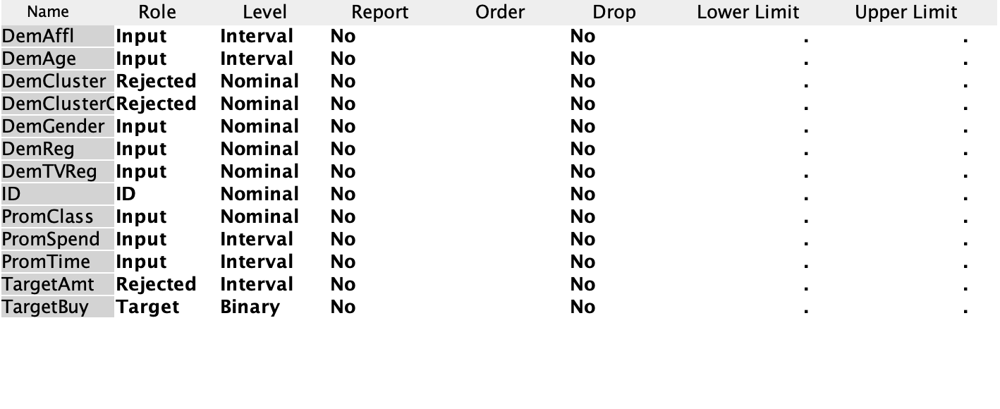 Name Role Level Report Order Drop Lower Limit Upper Limit
DemAffl Input Interval No No . .
DemAge Input Interval No No . .
DemCluster Rejected Nominal No No . .
DemClusterC Rejected Nominal No No . .
DemGender Input Nominal No No . .
DemReg Input Nominal No No . .
DemTVReg Input Nominal No No . .
ID ID Nominal No No . .
PromClass Input Nominal No No . .
PromSpend Input Interval No No . .
PromTime Input Interval No No . .
TargetAmt Rejected Interval No No . .
TargetBuy Target Binary No No . .